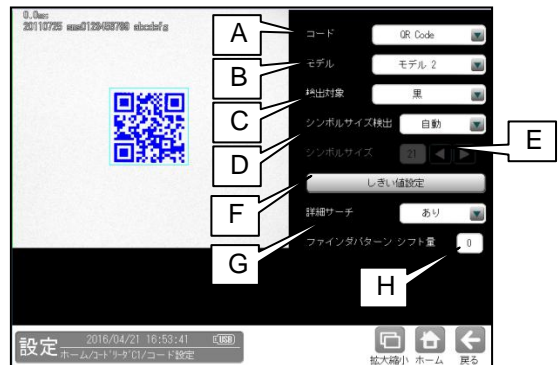 0.0ms
A
コード
QR Code
B
モデル
モデル 2
C
検出対象
黒
D
シンボルサイズ検出
自動
E
シンボルサイズ
21
F
しきい値設定
G
詳細サーチ
あり
ファインダパターン シフト量
0
H
設定
2016/04/21 16:53:41
USB
ホーム/コードリーダC1/コード設定
拡大縮小
ホーム
戻る